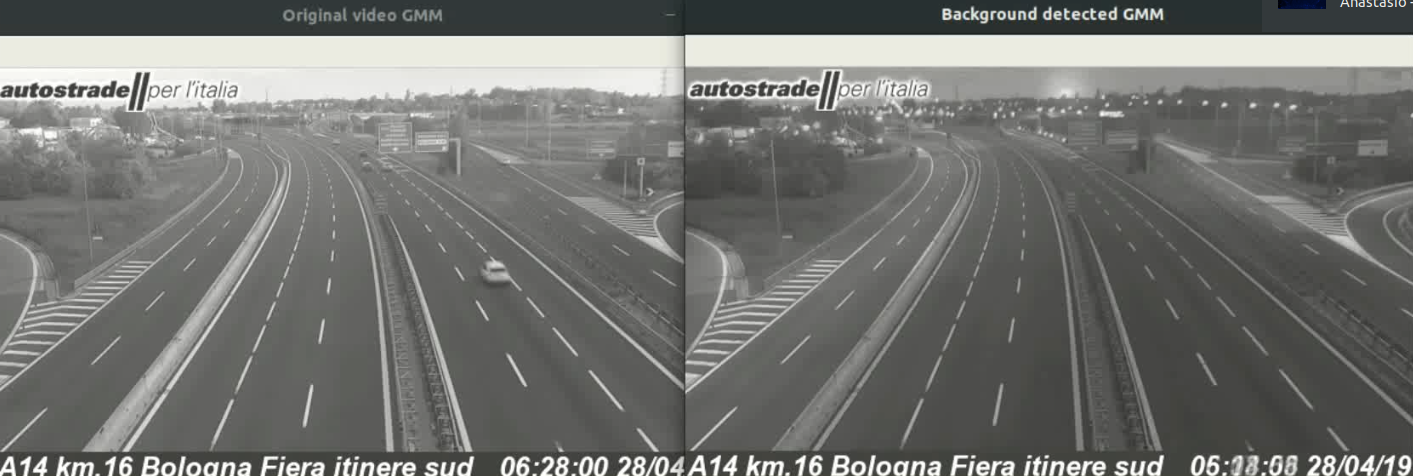 Original video GMM
Background detected GMM
Anastasio -
autostrade//per l'italia
autostrade//per l'italia
A14 km.16 Bologna Fiera itinere sud 06:28:00 28/04
A14 km.16 Bologna Fiera itinere sud 28/04/19